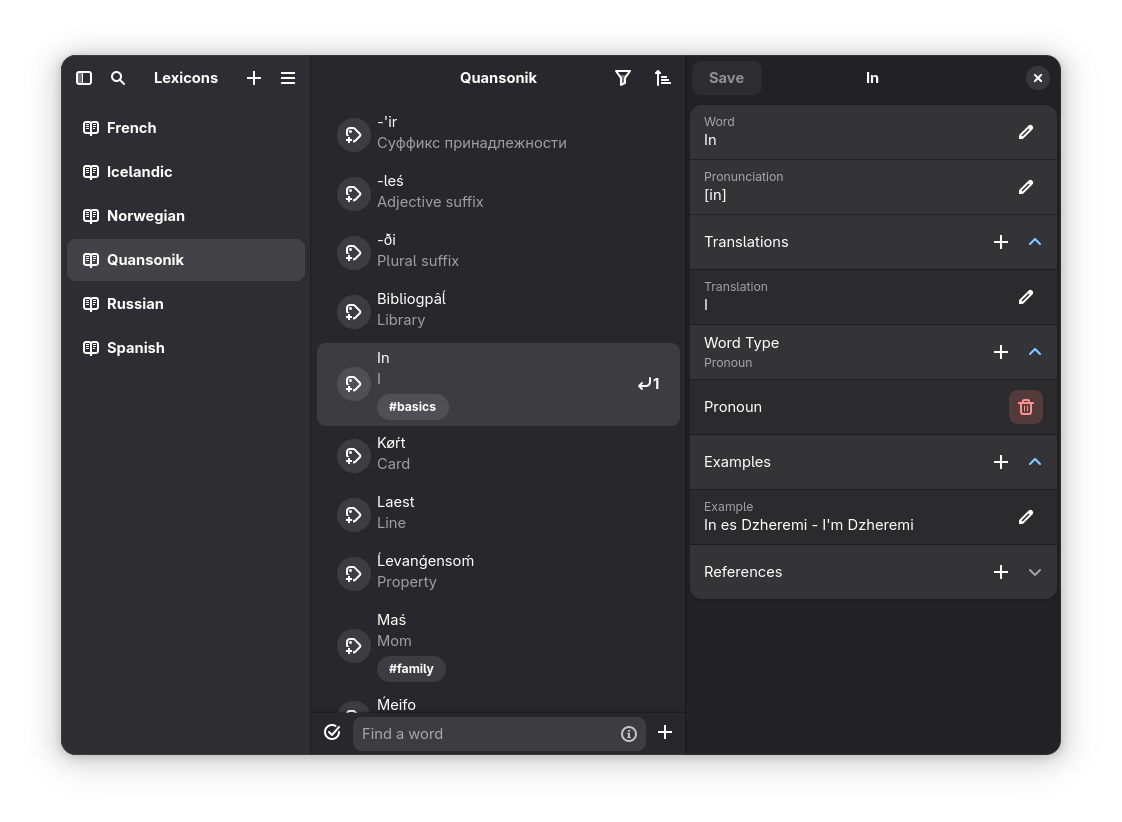 Lexicons
French
Icelandic
Norwegian
Quansonik
Russian
Spanish
Quansonik
-'ir
Суффикс принадлежности
-leś
Adjective suffix
-ði
Plural suffix
Bibliogpâĺ
Library
In
I
#basics
1
Køŕt
Card
Laest
Line
Ĺevanǵensoḿ
Property
Maś
Mom
#family
Ḿeifo
Find a word
Save
In
Word
In
Pronunciation
[in]
Translations
Translation
I
Word Type
Pronoun
Pronoun
Examples
Example
In es Dzheremi - I'm Dzheremi
References